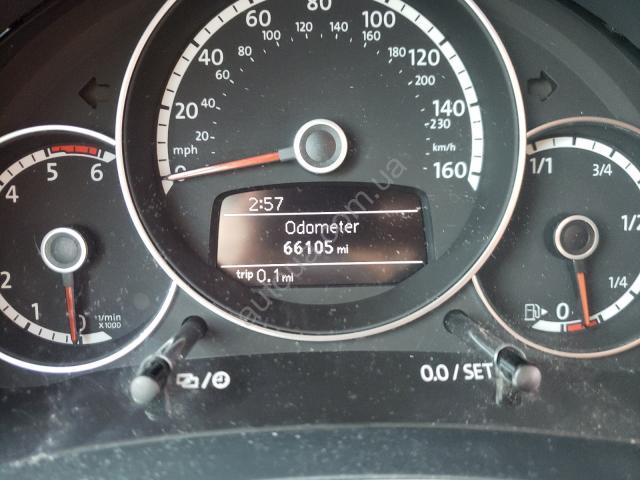 60 80 100
40 60 80 100 120 140 160 180 120
20 40 200 140
mph 20 230 km/h
0 160
4 5 6
2 1 0
1/min
x1000
2:57
Odometer
66105 mi
trip 0.1 mi
1/1 3/4
1/2
1/4
0
0.0 / SET